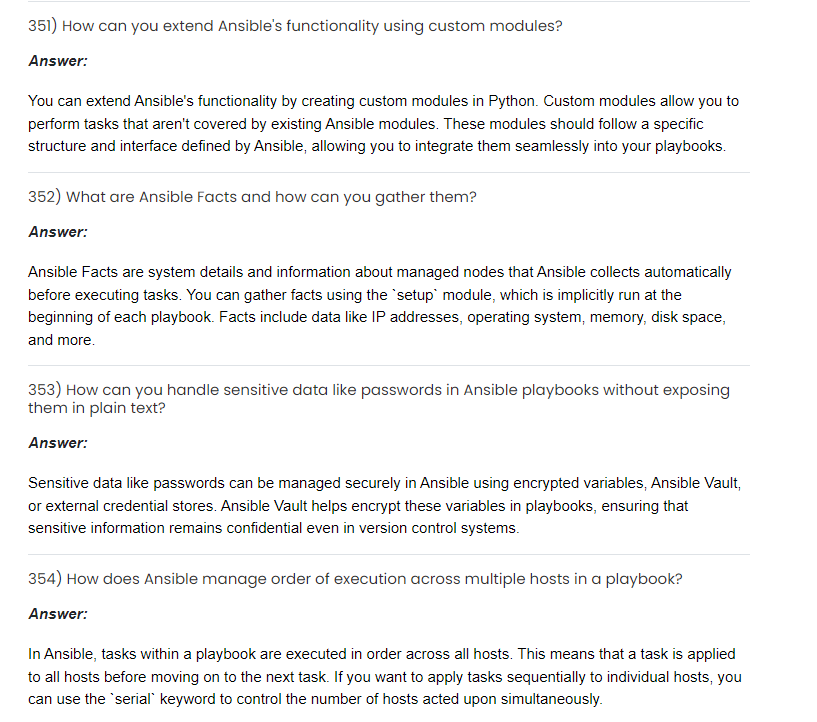 351) How can you extend Ansible's functionality using custom modules?
Answer:
You can extend Ansible's functionality by creating custom modules in Python. Custom modules allow you to
perform tasks that aren't covered by existing Ansible modules. These modules should follow a specific
structure and interface defined by Ansible, allowing you to integrate them seamlessly into your playbooks.
352) What are Ansible Facts and how can you gather them?
Answer:
Ansible Facts are system details and information about managed nodes that Ansible collects automatically
before executing tasks. You can gather facts using the `setup` module, which is implicitly run at the
beginning of each playbook. Facts include data like IP addresses, operating system, memory, disk space,
and more.
353) How can you handle sensitive data like passwords in Ansible playbooks without exposing
them in plain text?
Answer:
Sensitive data like passwords can be managed securely in Ansible using encrypted variables, Ansible Vault,
or external credential stores. Ansible Vault helps encrypt these variables in playbooks, ensuring that
sensitive information remains confidential even in version control systems.
354) How does Ansible manage order of execution across multiple hosts in a playbook?
Answer:
In Ansible, tasks within a playbook are executed in order across all hosts. This means that a task is applied
to all hosts before moving on to the next task. If you want to apply tasks sequentially to individual hosts, you
can use the `serial` keyword to control the number of hosts acted upon simultaneously.